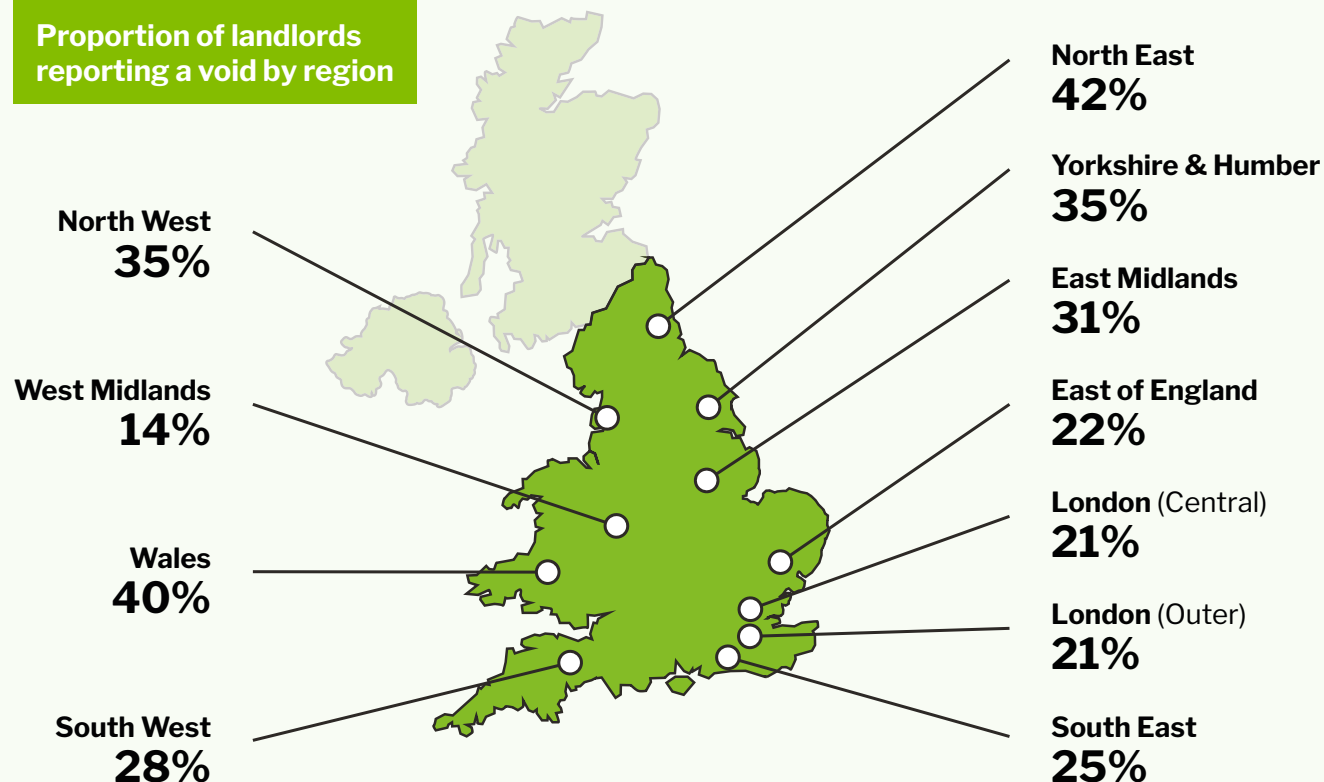 Proportion of landlords
reporting a void by region
North West
35%
West Midlands
14%
Wales
40%
South West
28%
North East
42%
Yorkshire & Humber
35%
East Midlands
31%
East of England
22%
London (Central)
21%
London (Outer)
21%
South East
25%